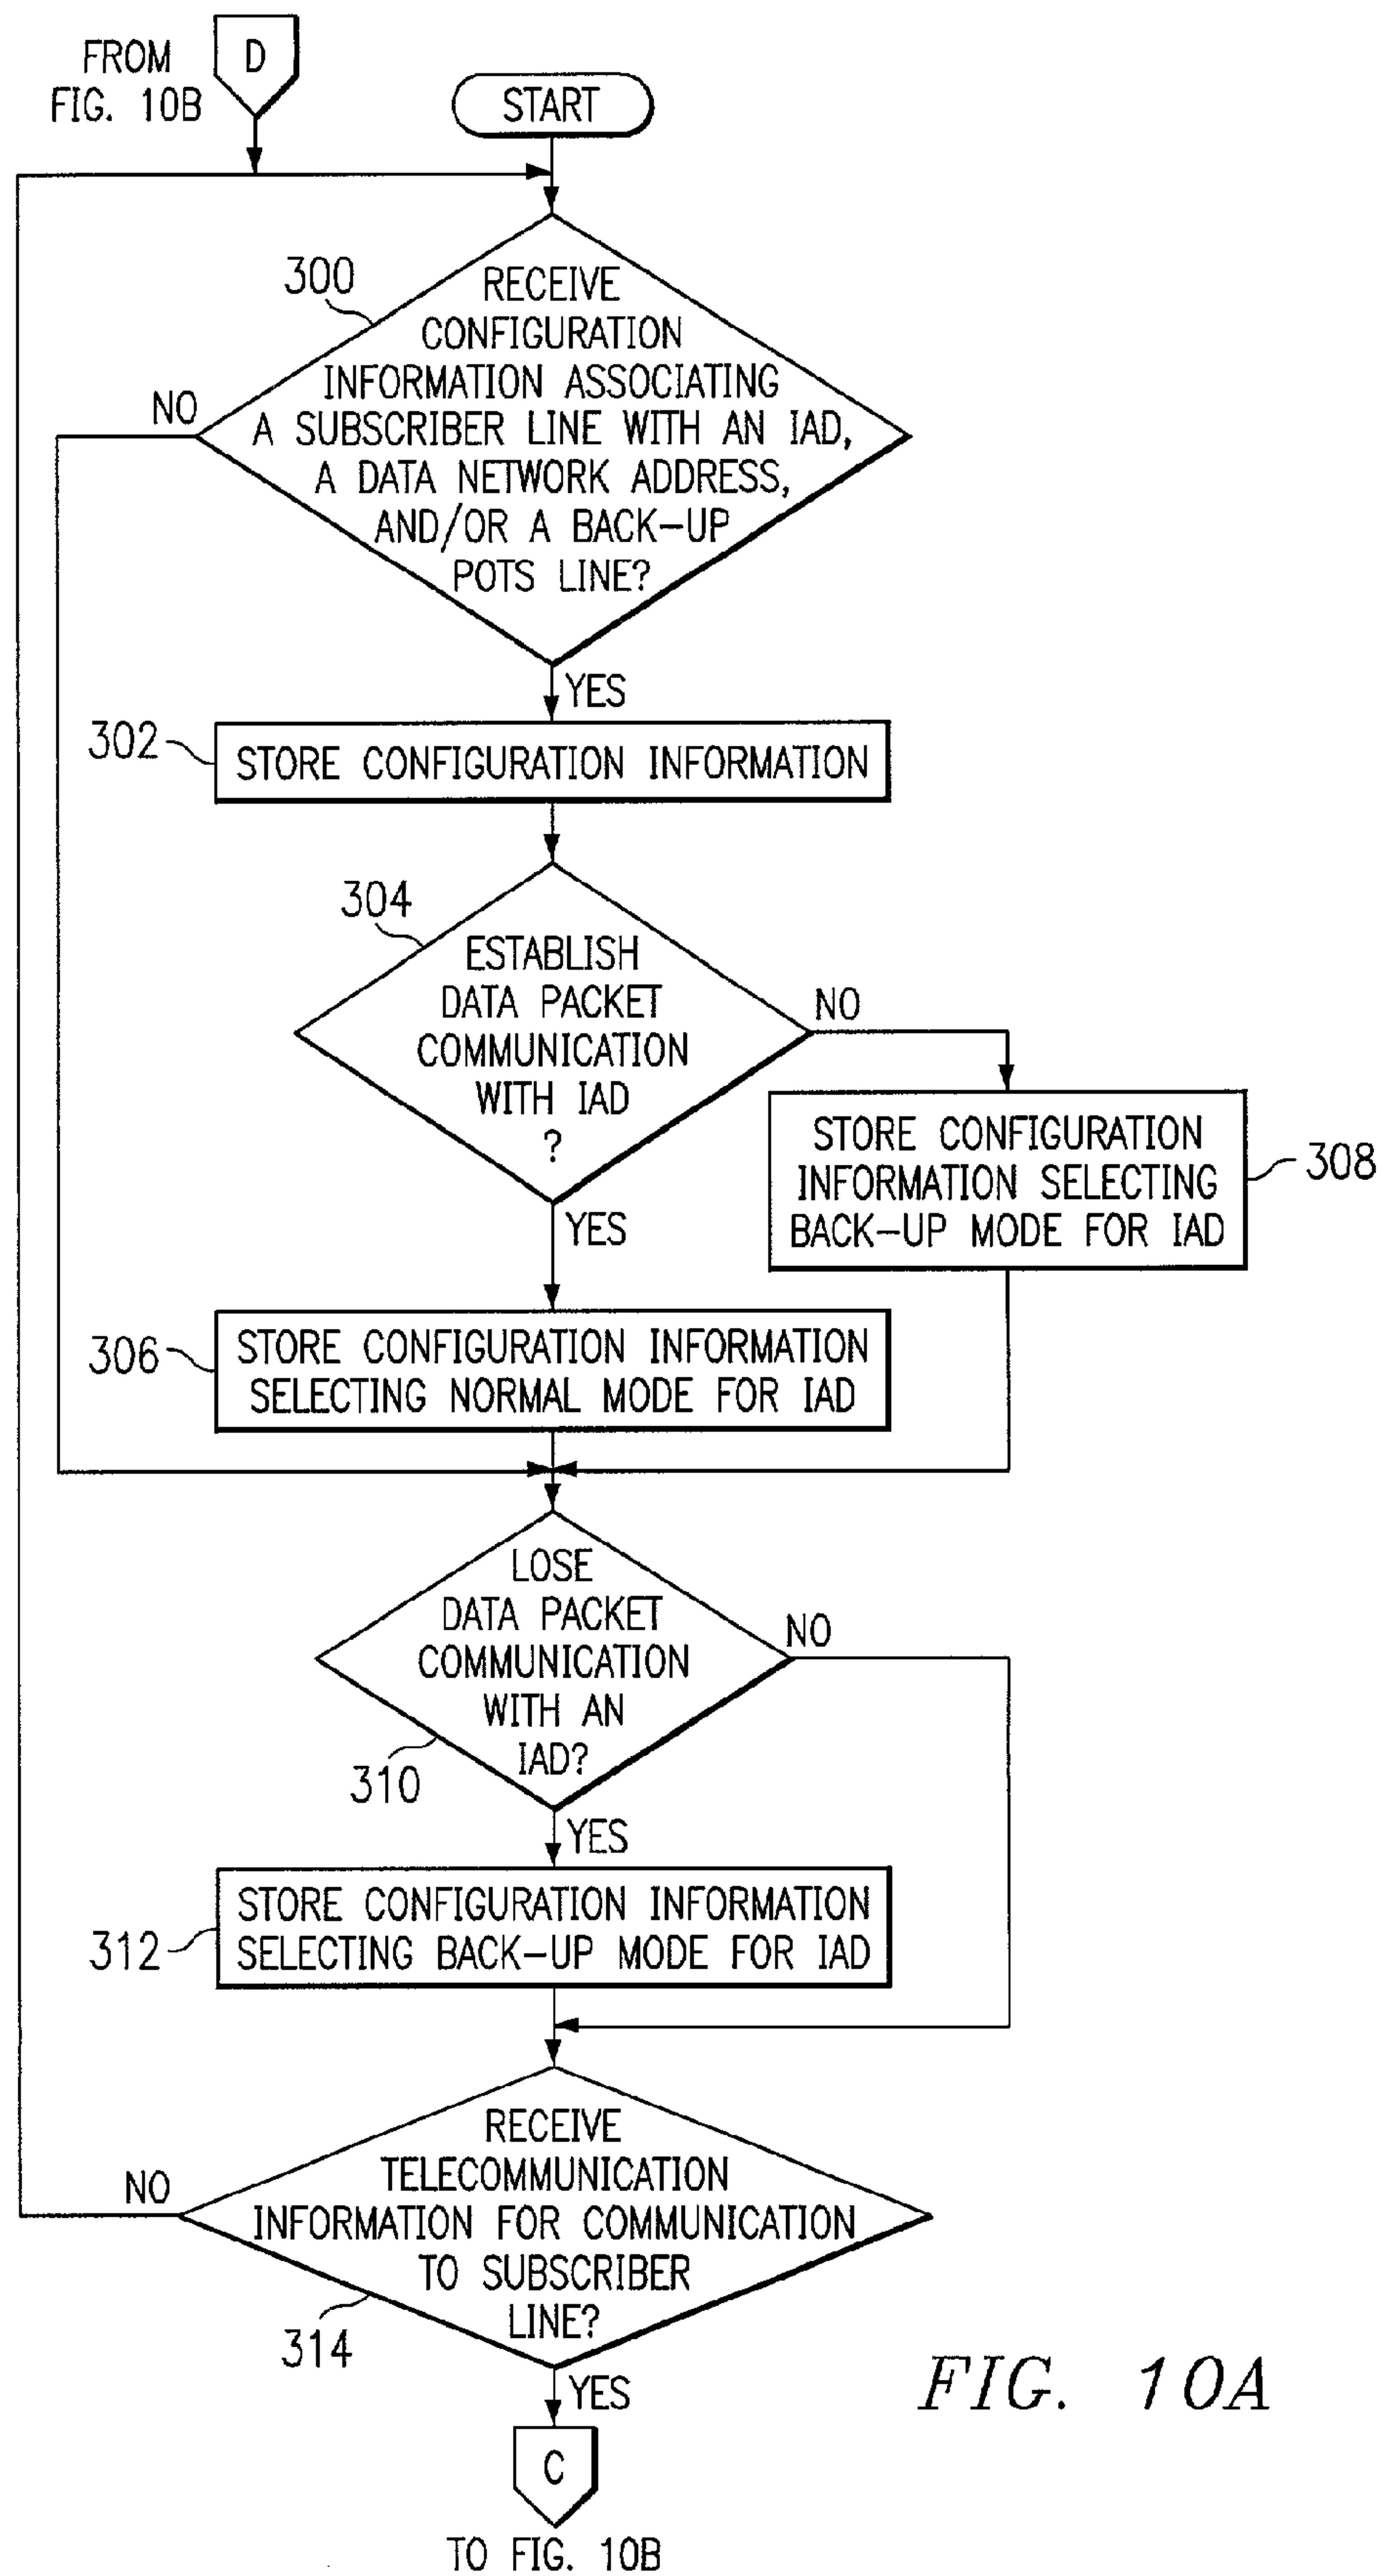 FROM
FIG. 10B
D
START
300
RECEIVE
CONFIGURATION
INFORMATION ASSOCIATING
A SUBSCRIBER LINE WITH AN IAD,
A DATA NETWORK ADDRESS,
AND/OR A BACK-UP
POTS LINE?
NO
YES
302
STORE CONFIGURATION INFORMATION
304
ESTABLISH
DATA PACKET
COMMUNICATION
WITH IAD
?
NO
YES
STORE CONFIGURATION
INFORMATION SELECTING
BACK-UP MODE FOR IAD
308
306
STORE CONFIGURATION INFORMATION
SELECTING NORMAL MODE FOR IAD
LOSE
DATA PACKET
COMMUNICATION
WITH AN
IAD?
NO
310
YES
312
STORE CONFIGURATION INFORMATION
SELECTING BACK-UP MODE FOR IAD
RECEIVE
TELECOMMUNICATION
INFORMATION FOR COMMUNICATION
TO SUBSCRIBER
LINE?
NO
314
YES
C
TO FIG. 10B
FIG. 10A